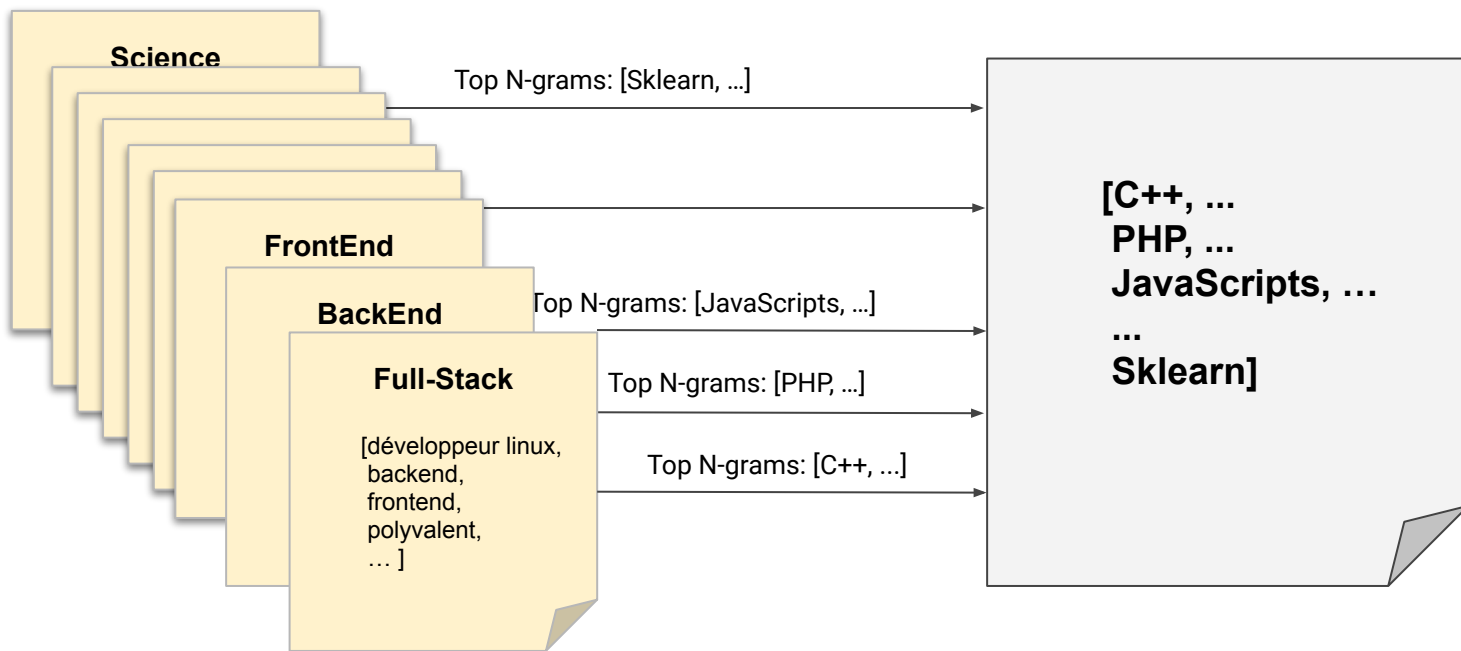 Science
Top N-grams: [Sklearn, ...]
FrontEnd
Top N-grams: [JavaScripts, ...]
BackEnd
Top N-grams: [PHP, ...]
Full-Stack
[développeur linux,
backend,
frontend,
polyvalent,
... ]
Top N-grams: [C++, ...]
[C++, ...
PHP, ...
JavaScripts, ...
...
Sklearn]